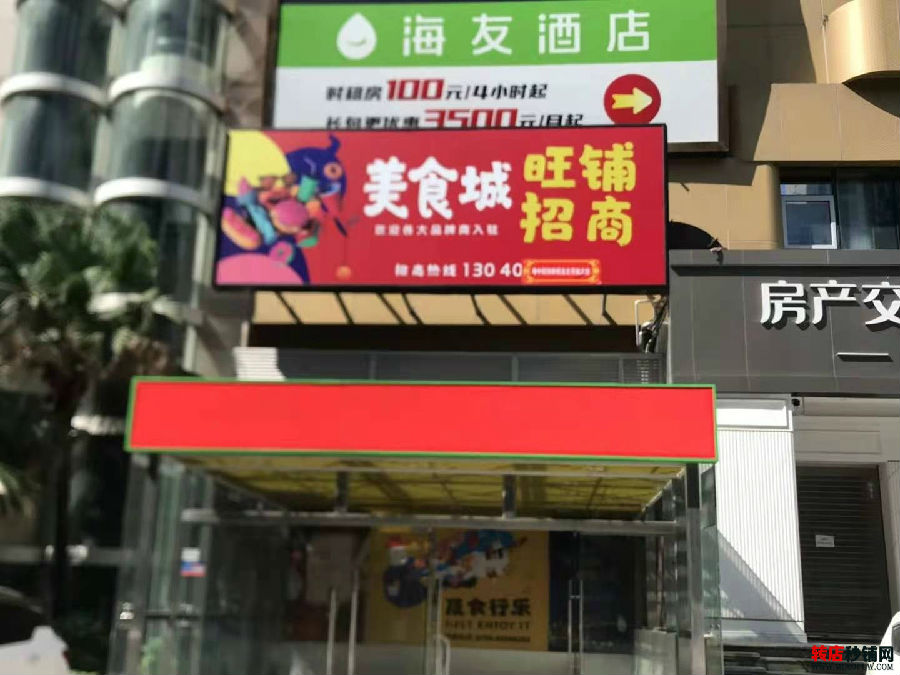 海友酒店
时租房100元/4小时起
长包更优惠3500元/月起
美食城
旺铺
招商
欢迎各大品牌商入驻
招商热线 130 40
房产交
觅食行乐
转店秒铺网